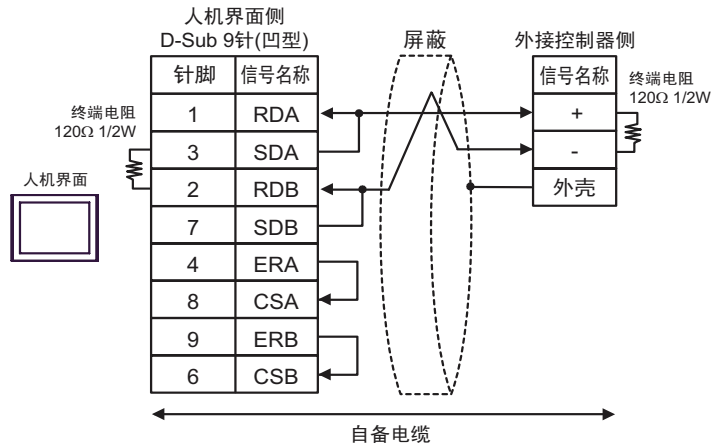 人机界面侧
D-Sub 9针(凹型)
屏蔽
外接控制器侧
针脚 信号名称
信号名称
终端电阻
120Ω 1/2W
终端电阻
120Ω 1/2W
人机界面
1 RDA
+
3 SDA
-
2 RDB
外壳
7 SDB
4 ERA
8 CSA
9 ERB
6 CSB
自备电缆